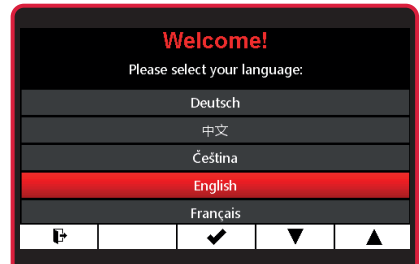 Welcome!
Please select your language:
Deutsch
中文
Čeština
English
Français